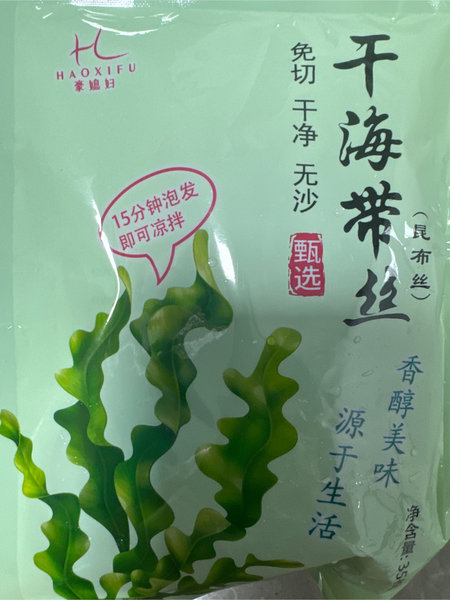 HAOXIFU
豪媳妇
免切 干净 无沙
干海带丝
(昆布丝)
甄选
15分钟泡发
即可凉拌
香醇美味
源于生活
净含量:35